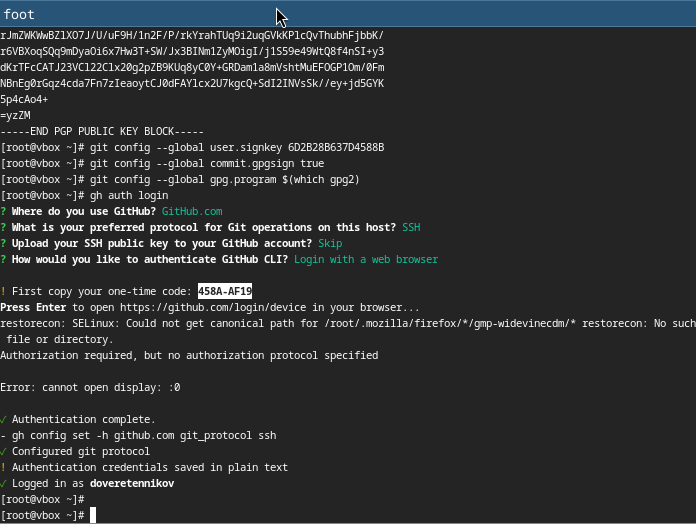 foot
rJmZWKWwBZlXO7J/U/uF9H/1n2F/P/rkYrahTUq9i2uqGVkKPlcQvThubhFjbbK/
r6VBXoqSQq9mDyaOi6x7Hw3T+SW/Jx3BINm1ZyMOigI/j1S59e49WtQ8f4nSI+y3
dKrTFcCATJ23VCl22Clx20g2pZB9KUq8yC0Y+GRDam1a8mVshtMuEFOGP1Om/0Fm
NBnEg0rGqz4cda7Fn7zIeaoytCJ0dFAYlcx2U7kgcQ+SdI2INVsSk//ey+jd5GYK
5p4cAo4+
=yzZM
-----END PGP PUBLIC KEY BLOCK-----
[root@vbox ~]# git config --global user.signkey 6D2B28B637D4588B
[root@vbox ~]# git config --global commit.gpgsign true
[root@vbox ~]# git config --global gpg.program $(which gpg2)
[root@vbox ~]# gh auth login
? Where do you use GitHub? GitHub.com
? What is your preferred protocol for Git operations on this host? SSH
? Upload your SSH public key to your GitHub account? Skip
? How would you like to authenticate GitHub CLI? Login with a web browser
! First copy your one-time code: 458A-AF19
Press Enter to open https://github.com/login/device in your browser...
restorecon: SELinux: Could not get canonical path for /root/.mozilla/firefox/*/gmp-widevinecdm/* restorecon: No such
file or directory.
Authorization required, but no authorization protocol specified
Error: cannot open display: :0
✓ Authentication complete.
- gh config set -h github.com git_protocol ssh
✓ Configured git protocol
! Authentication credentials saved in plain text
✓ Logged in as doveretennikov
[root@vbox ~]#
[root@vbox ~]#